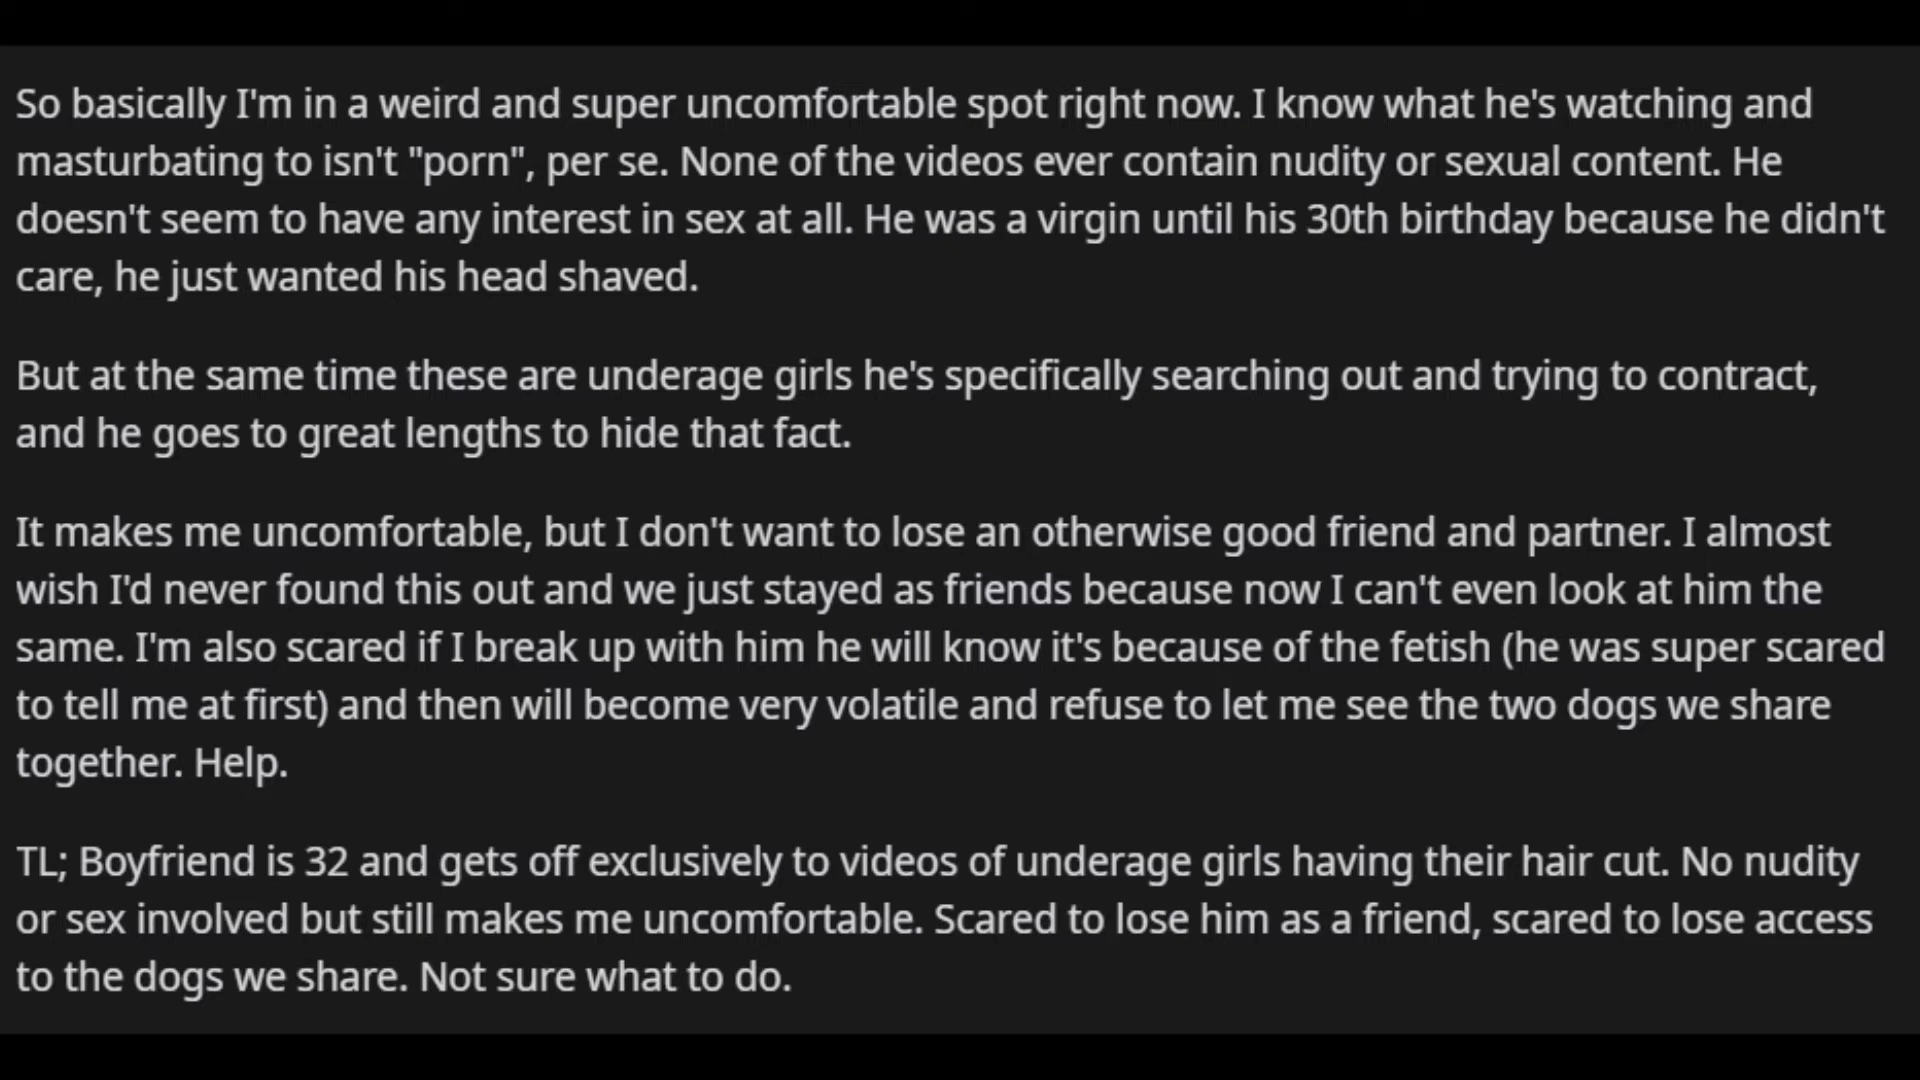 So basically I'm in a weird and super uncomfortable spot right now. I know what he's watching and
masturbating to isn't "porn", per se. None of the videos ever contain nudity or sexual content. He
doesn't seem to have any interest in sex at all. He was a virgin until his 30th birthday because he didn't
care, he just wanted his head shaved.
But at the same time these are underage girls he's specifically searching out and trying to contract,
and he goes to great lengths to hide that fact.
It makes me uncomfortable, but I don't want to lose an otherwise good friend and partner. I almost
wish I'd never found this out and we just stayed as friends because now I can't even look at him the
same. I'm also scared if I break up with him he will know it's because of the fetish (he was super scared
to tell me at first) and then will become very volatile and refuse to let me see the two dogs we share
together. Help.
TL; Boyfriend is 32 and gets off exclusively to videos of underage girls having their hair cut. No nudity
or sex involved but still makes me uncomfortable. Scared to lose him as a friend, scared to lose access
to the dogs we share. Not sure what to do.